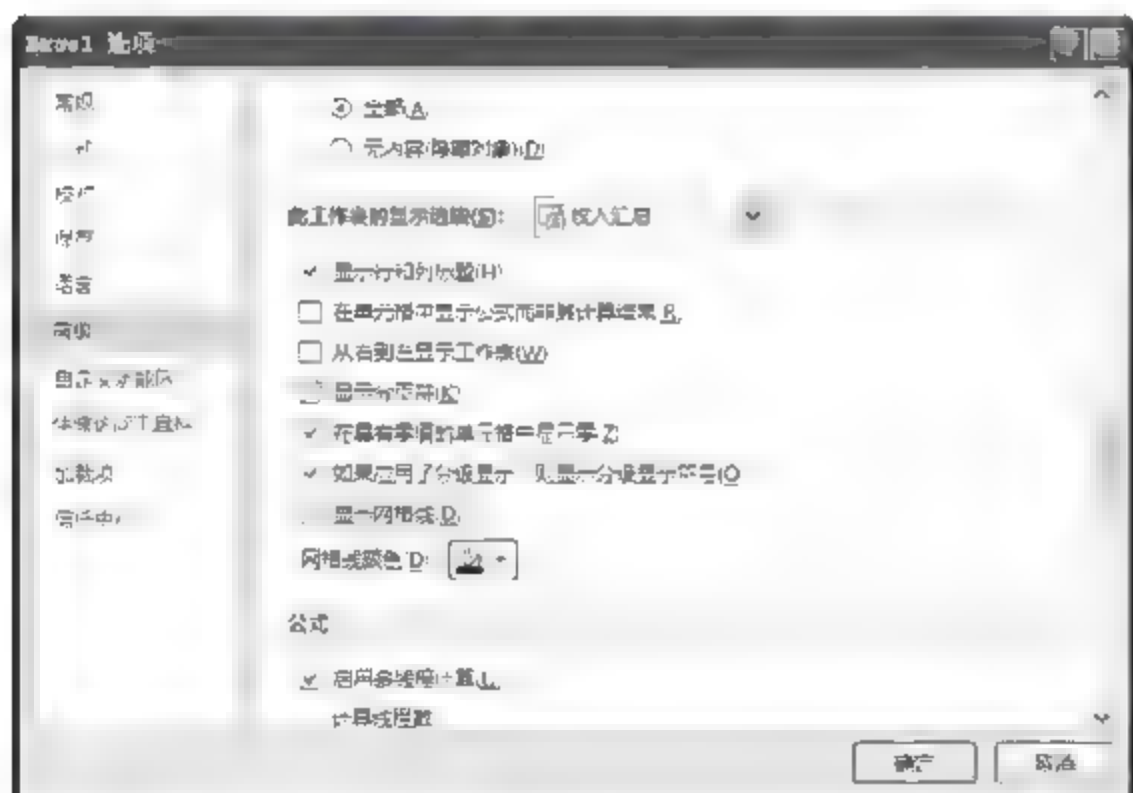 Excel 选项
常规
公式
校对
保存
语言
高级
自定义功能区
快速访问工具栏
加载项
信任中心
全部(A)
无内容(隐藏对象)(D)
此工作表的显示选项(S): 收入汇总
显示行和列标题(H)
在单元格中显示公式而非其计算结果(R)
从右到左显示工作表(W)
显示分页符(K)
在具有零值的单元格中显示零(Z)
如果应用了分级显示，则显示分级显示符号(O)
显示网格线(D)
网格线颜色(D)
公式
启用多线程计算(L)
计算线程数
确定 取消